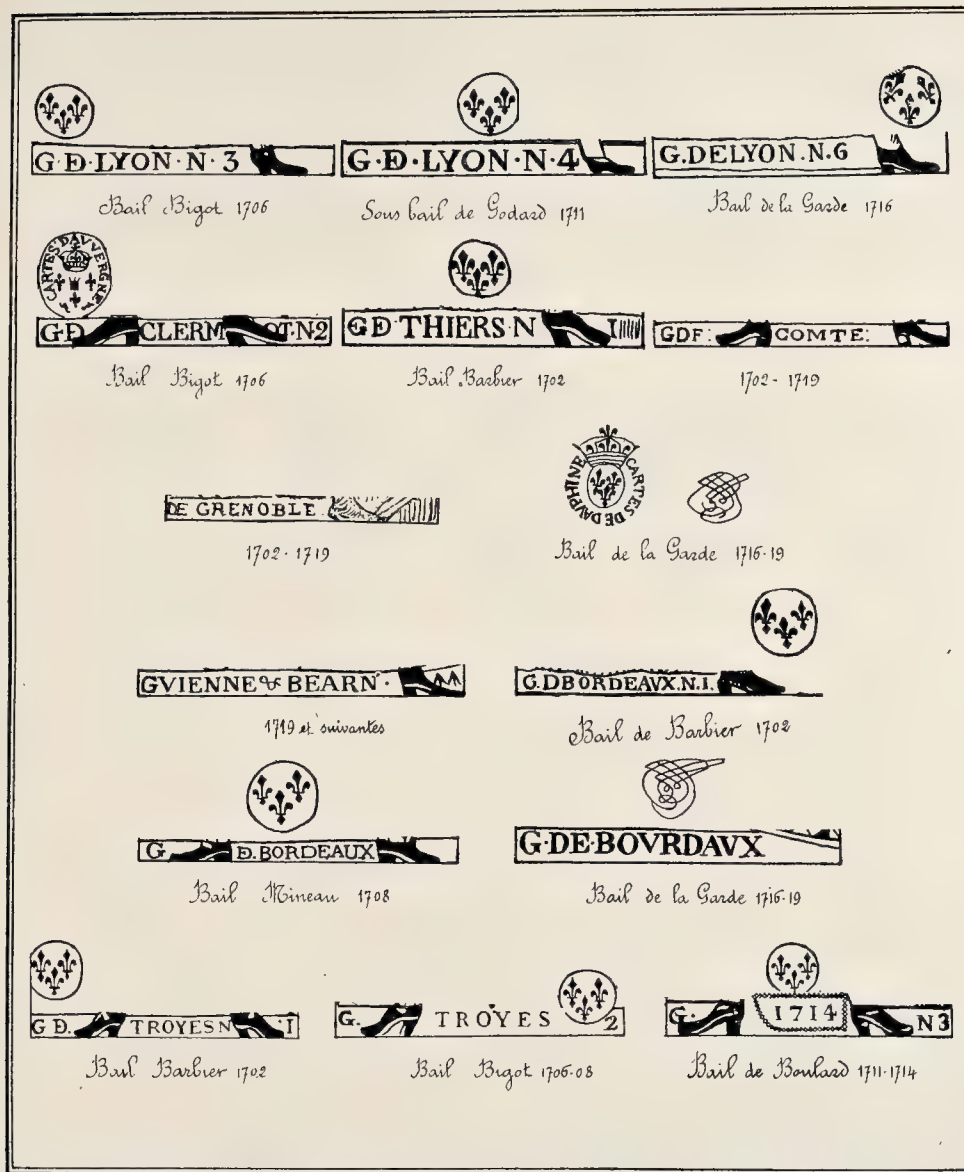 G·D·LYON·N·3
Bail Bigot 1706
G·D·LYON·N·4
Sous bail de Godard 1711
G.DELYON.N.6
Bail de la Garde 1716
CARTES D'AVVERGNE
G·D CLERM OT·N2
Bail Bigot 1706
G D THIERS·N
Bail Barbier 1702
GDF: COMTE:
1702-1719
DE GRENOBLE
1702-1719
CARTES DE DAVPHINE
Bail de la Garde 1716-19
GVIENNE & BEARN·
1719 et suivantes
G.DBORDEAVX.N.I.
Bail de Barbier 1702
G D.BORDEAUX
Bail Mineau 1708
G·DE·BOVRDAVX
Bail de la Garde 1716-19
G D. TROYES N ·I
Bail Barbier 1702
G. TROYES 2
Bail Bigot 1706-08
G. 1714 N3
Bail de Boulard 1711-1714